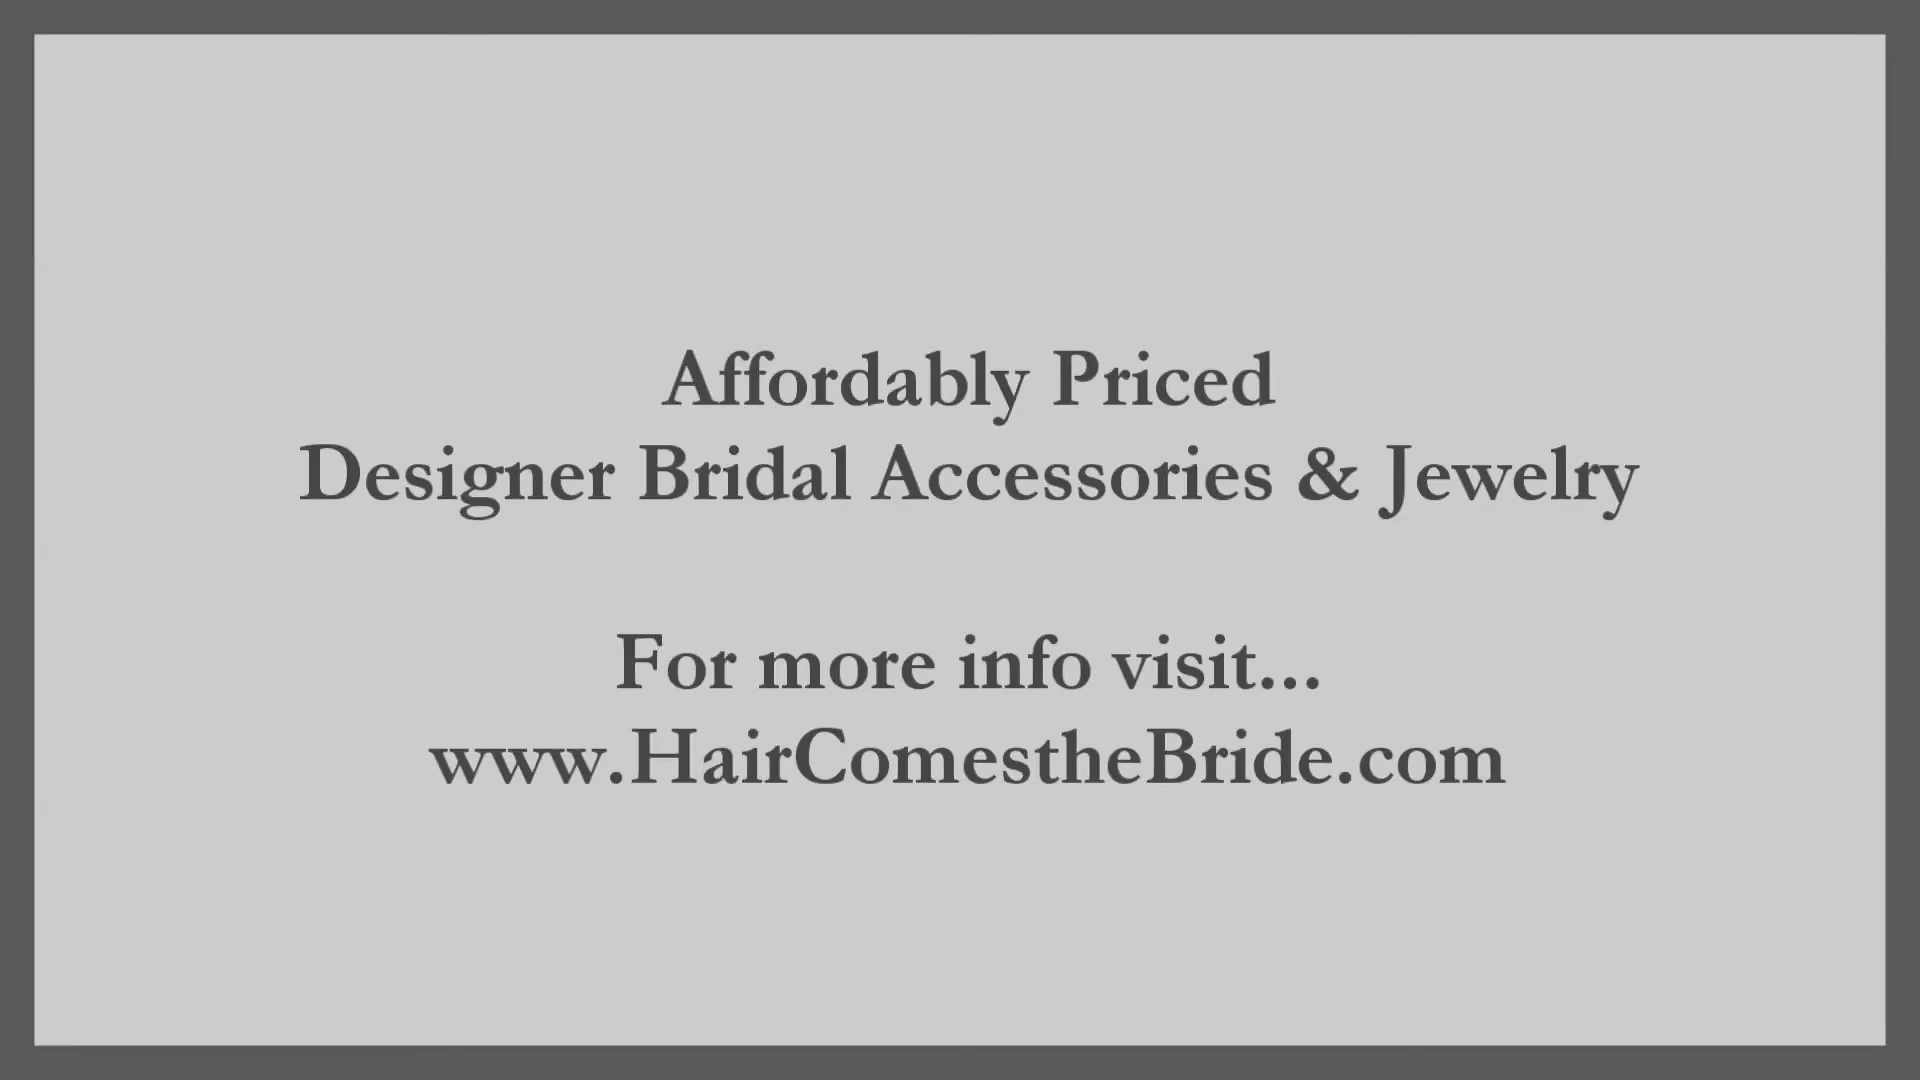 Affordably Priced
Designer Bridal Accessories & Jewelry
For more info visit...
www.HairComestheBride.com